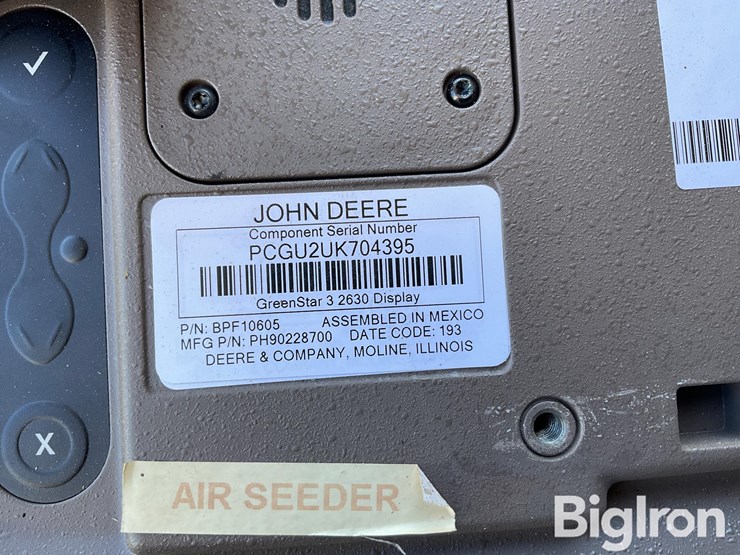 JOHN DEERE
Component Serial Number
PCGU2UK704395
GreenStar 3 2630 Display
P/N: BPF10605 ASSEMBLED IN MEXICO
MFG P/N: PH90228700 DATE CODE: 193
DEERE & COMPANY, MOLINE, ILLINOIS
X
AIR SEEDER
BigIron